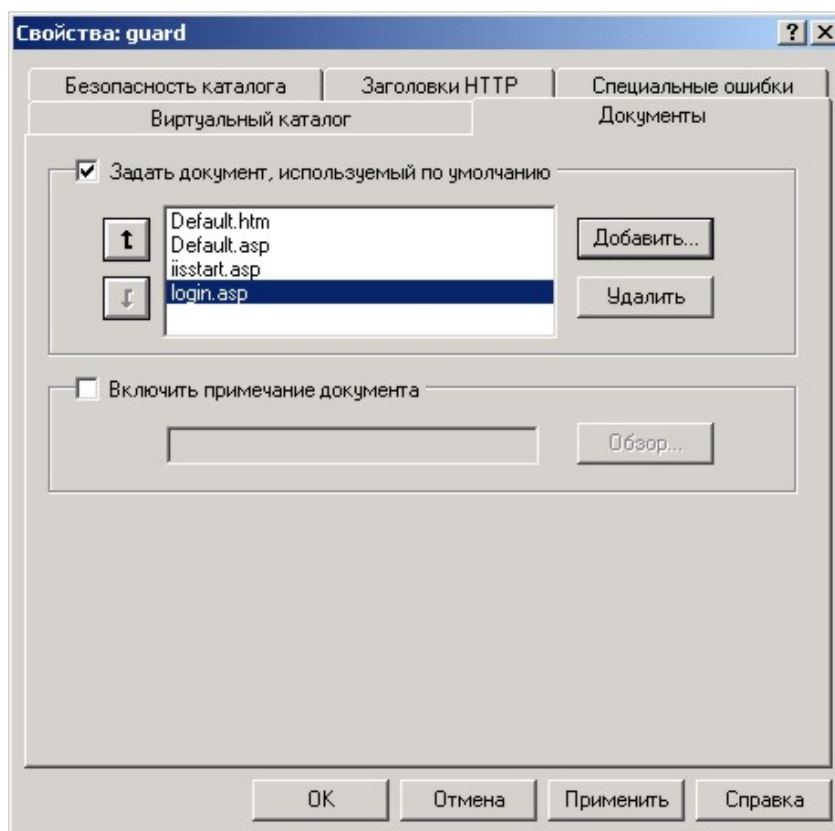 Свойства: guard
Безопасность каталога
Заголовки HTTP
Специальные ошибки
Виртуальный каталог
Документы
Задать документ, используемый по умолчанию
Default.htm
Default.asp
iisstart.asp
login.asp
Добавить...
Удалить
Включить примечание документа
Обзор...
OK
Отмена
Применить
Справка